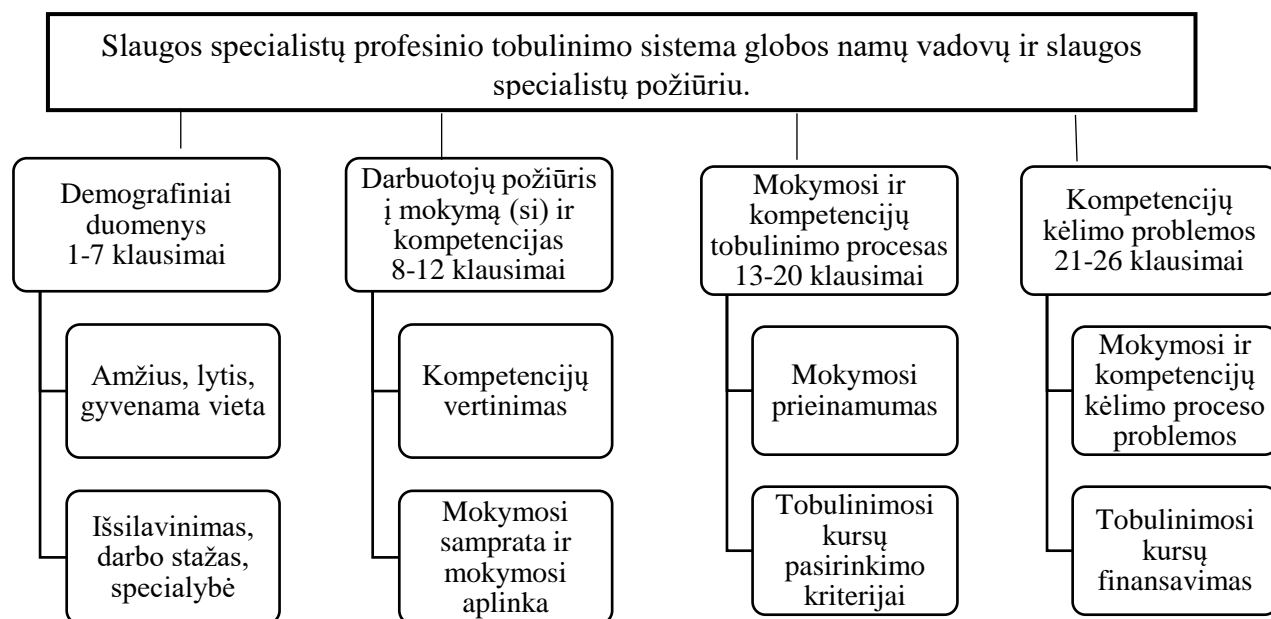 Slaugos specialistų profesinio tobulinimo sistema globos namų vadovų ir slaugos
specialistų požiūriu.
Demografiniai
duomenys
1-7 klausimai
Amžius, lytis,
gyvenama vieta
Išsilavinimas,
darbo stažas,
specialybė
Darbuotojų požiūris
į mokymą (si) ir
kompetencijas
8-12 klausimai
Kompetencijų
vertinimas
Mokymosi
samprata ir
mokymosi
aplinka
Mokymosi ir
kompetencijų
tobulinimo procesas
13-20 klausimai
Mokymosi
prieinamumas
Tobulinimosi
kursų
pasirinkimo
kriterijai
Kompetencijų
kėlimo problemos
21-26 klausimai
Mokymosi ir
kompetencijų
kėlimo proceso
problemos
Tobulinimosi
kursų
finansavimas